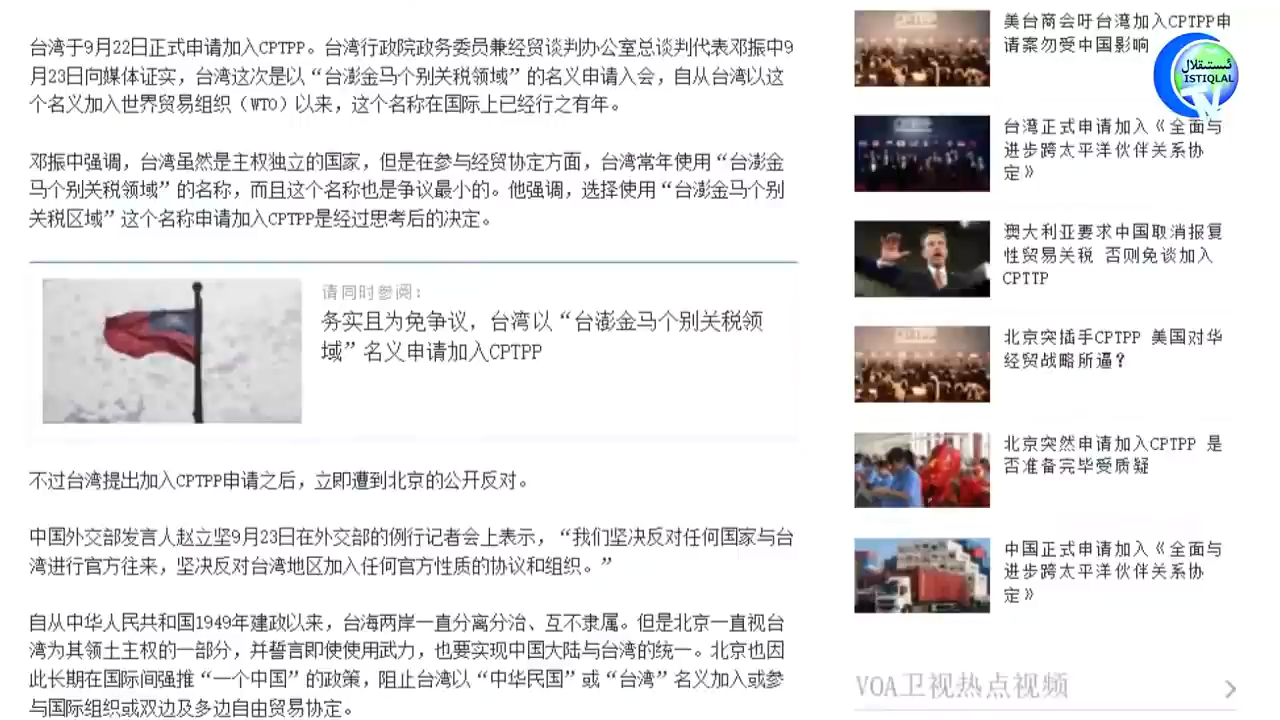 台湾于9月22日正式申请加入CPTPP。台湾行政院政务委员兼经贸谈判办公室总谈判代表邓振中9
月23日向媒体证实，台湾这次是以“台澎金马个别关税领域”的名义申请入会，自从台湾以这
个名义加入世界贸易组织（WTO）以来，这个名称在国际上已经行之有年。
邓振中强调，台湾虽然是主权独立的国家，但是在参与经贸协定方面，台湾常年使用“台澎金
马个别关税领域”的名称，而且这个名称也是争议最小的。他强调，选择使用“台澎金马个别
关税区域”这个名称申请加入CPTPP是经过思考后的决定。
请同时参阅：
务实且为免争议，台湾以“台澎金马个别关税领
域”名义申请加入CPTPP
不过台湾提出加入CPTPP申请之后，立即遭到北京的公开反对。
中国外交部发言人赵立坚9月23日在外交部的例行记者会上表示，“我们坚决反对任何国家与台
湾进行官方往来，坚决反对台湾地区加入任何官方性质的协议和组织。”
自从中华人民共和国1949年建政以来，台海两岸一直分离分治、互不隶属。但是北京一直视台
湾为其领土主权的一部分，并誓言即使使用武力，也要实现中国大陆与台湾的统一。北京也因
此长期在国际间强推“一个中国”的政策，阻止台湾以“中华民国”或“台湾”名义加入或参
与国际组织或双边及多边自由贸易协定。
美台商会吁台湾加入CPTPP申
请案勿受中国影响
台湾正式申请加入《全面与
进步跨太平洋伙伴关系协
定》
澳大利亚要求中国取消报复
性贸易关税 否则免谈加入
CPTTP
北京突插手CPTPP 美国对华
经贸战略所逼？
北京突然申请加入CPTPP 是
否准备完毕受质疑
中国正式申请加入《全面与
进步跨太平洋伙伴关系协
定》
VOA卫视热点视频
ئىستىقلال
ISTIQLAL
TV